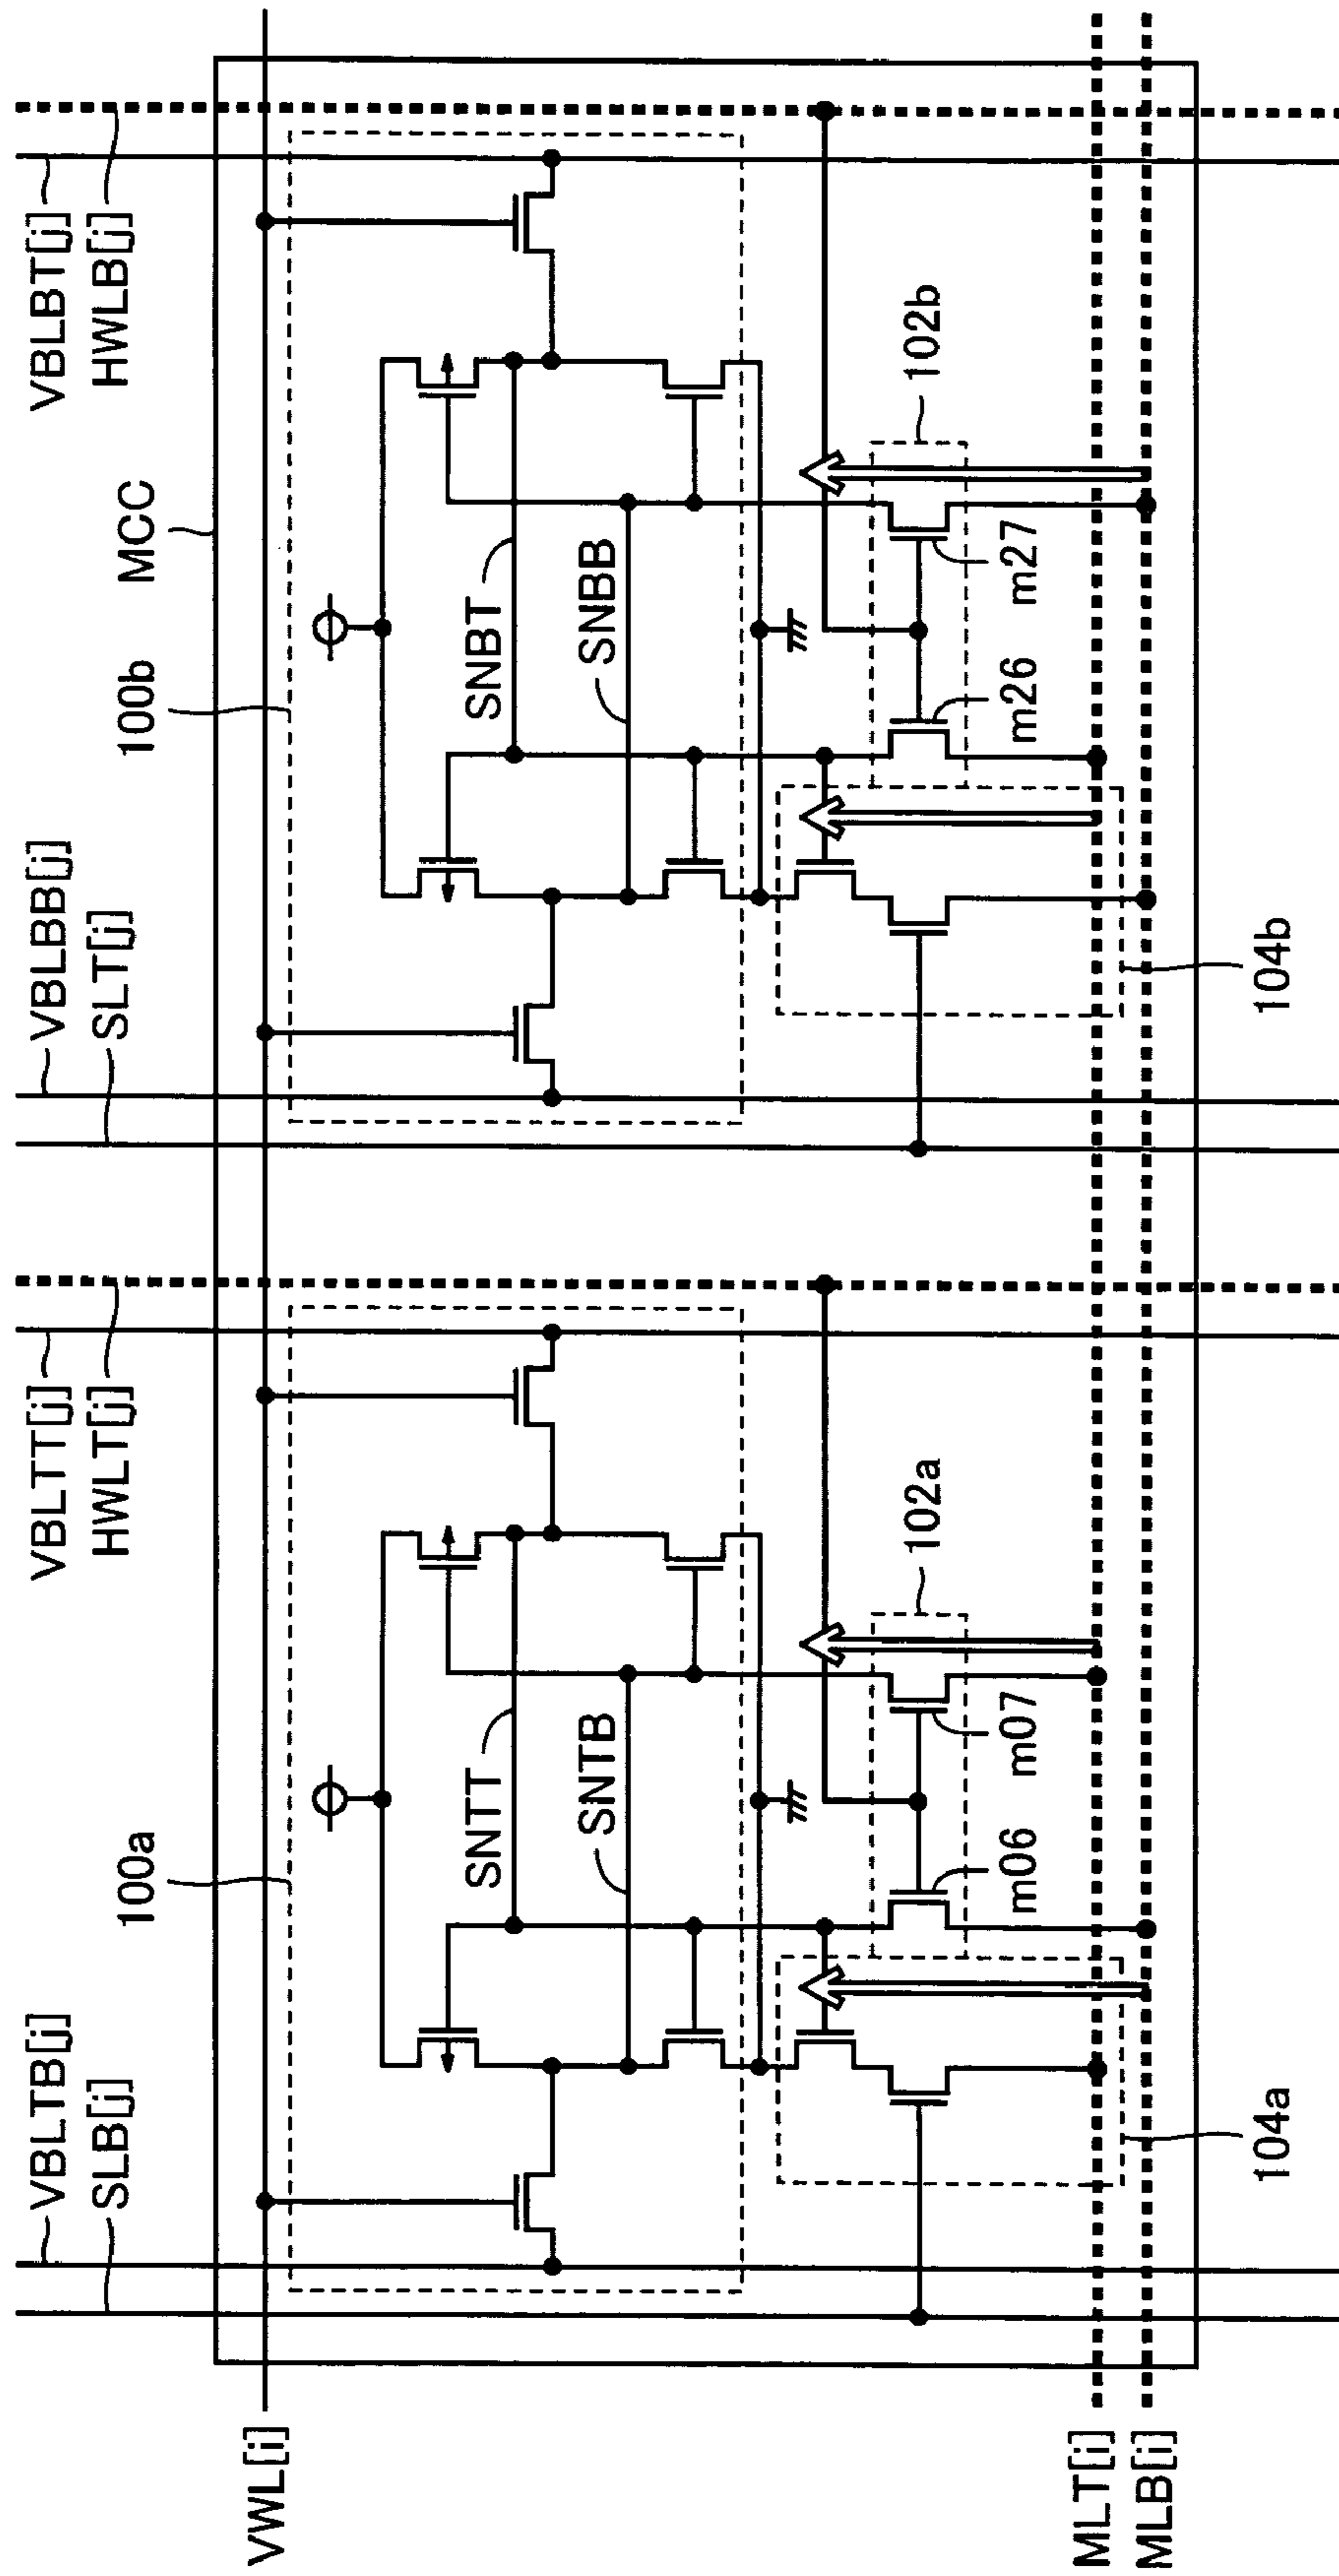 VBLTB[j]
SLB[j]
VBLTT[j]
HWLT[j]
VBLBB[j]
SLT[j]
VBLBT[j]
HWLB[j]
100a
100b
MCC
VWL[i]
SNTT
SNTB
SNBT
SNBB
102a
102b
m06
m07
m26
m27
MLT[i]
MLB[i]
104a
104b